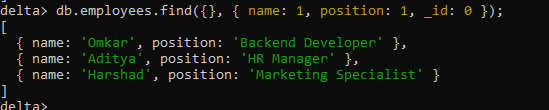 delta> db.employees.find({}, { name: 1, position: 1, _id: 0 });
[
  { name: 'Omkar', position: 'Backend Developer' },
  { name: 'Aditya', position: 'HR Manager' },
  { name: 'Harshad', position: 'Marketing Specialist' }
]
delta>